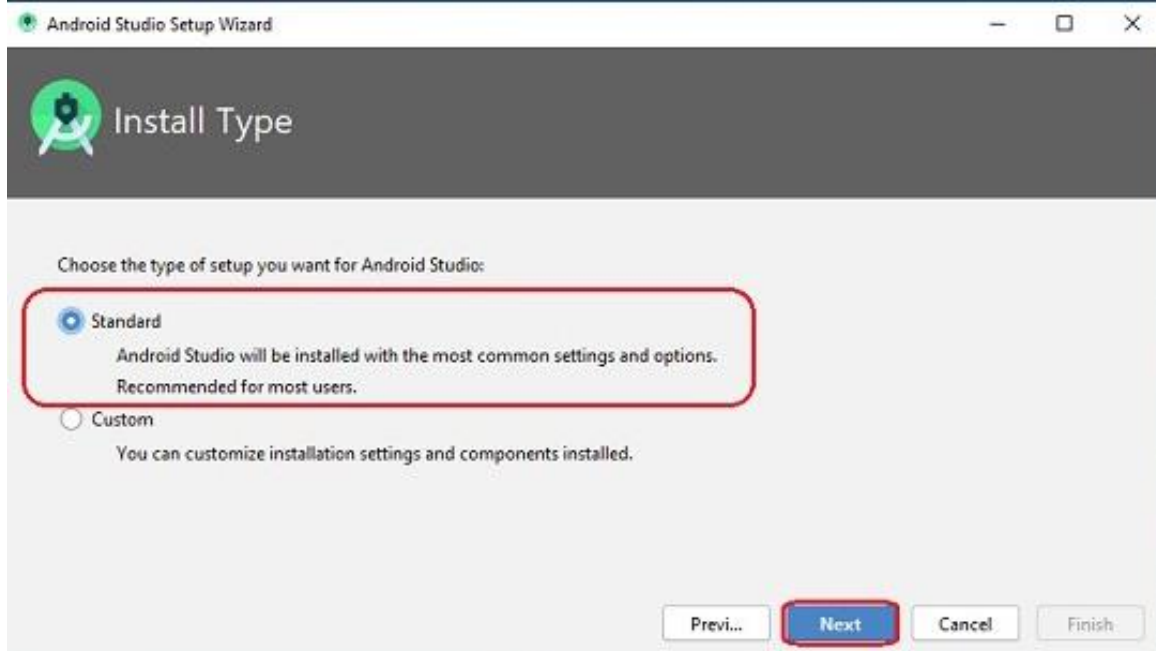 Android Studio Setup Wizard
Install Type
Choose the type of setup you want for Android Studio:
Standard
Android Studio will be installed with the most common settings and options.
Recommended for most users.
Custom
You can customize installation settings and components installed.
Previ... Next Cancel Finish